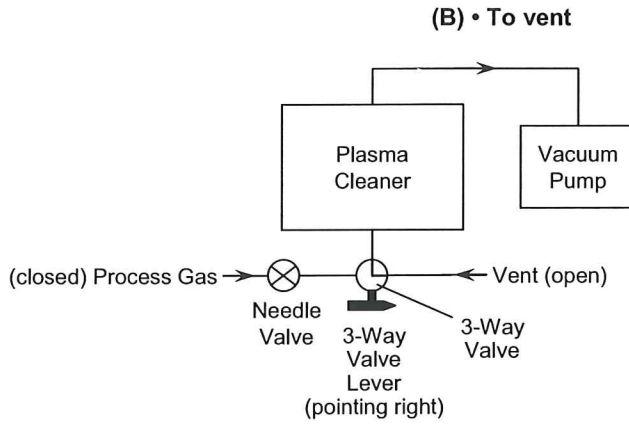 (B) • To vent
Plasma
Cleaner
Vacuum
Pump
(closed) Process Gas
Vent (open)
Needle
Valve
3-Way
Valve
Lever
(pointing right)
3-Way
Valve